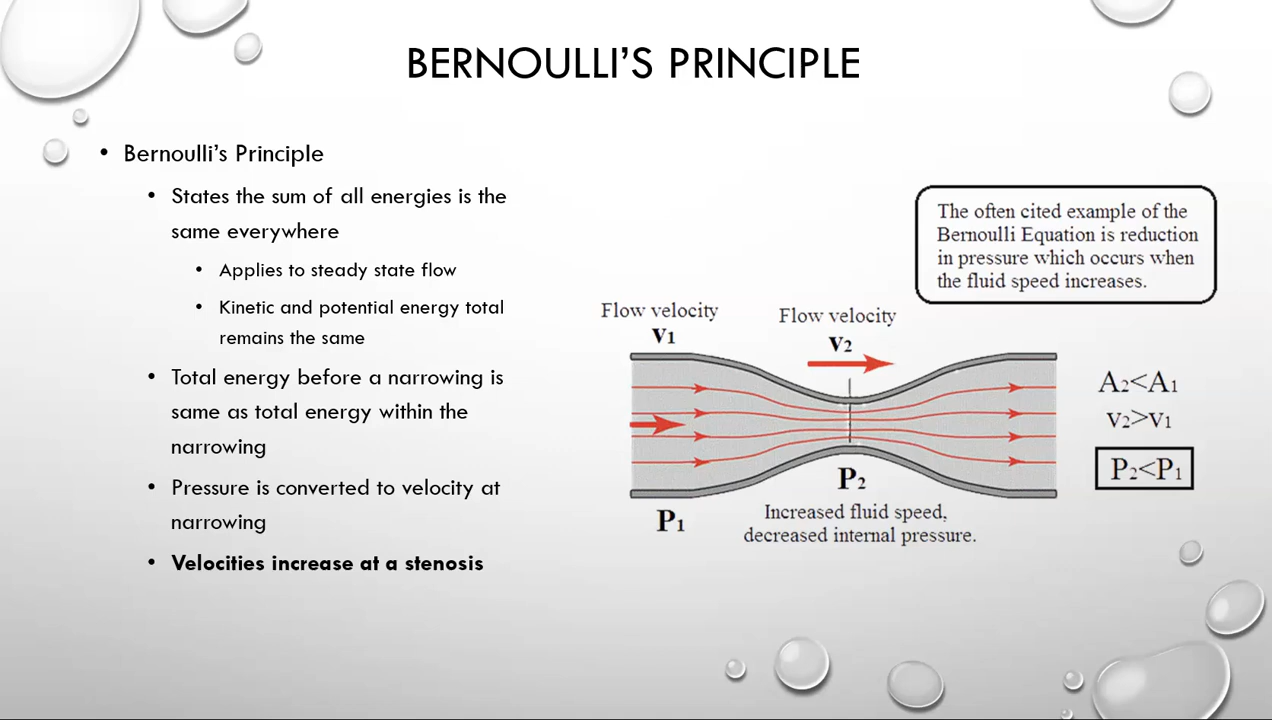 BERNOULLI’S PRINCIPLE
• Bernoulli’s Principle
• States the sum of all energies is the
same everywhere
• Applies to steady state flow
• Kinetic and potential energy total
remains the same
• Total energy before a narrowing is
same as total energy within the
narrowing
• Pressure is converted to velocity at
narrowing
• Velocities increase at a stenosis
The often cited example of the
Bernoulli Equation is reduction
in pressure which occurs when
the fluid speed increases.
Flow velocity
v1
Flow velocity
v2
P1
P2
Increased fluid speed,
decreased internal pressure.
A2<A1
v2>v1
P2<P1